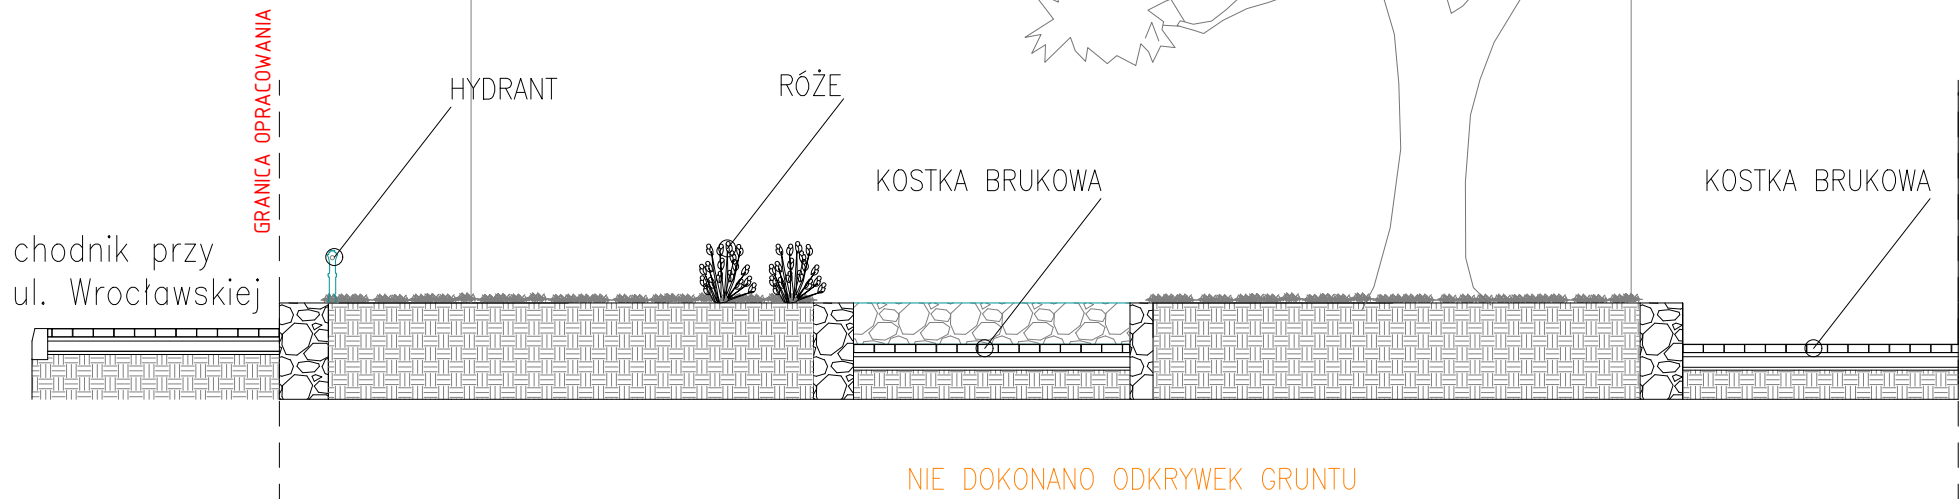 GRANICA OPRACOWANIA
HYDRANT
RÓŻE
KOSTKA BRUKOWA
KOSTKA BRUKOWA
chodnik przy
ul. Wrocławskiej
NIE DOKONANO ODKRYWEK GRUNTU